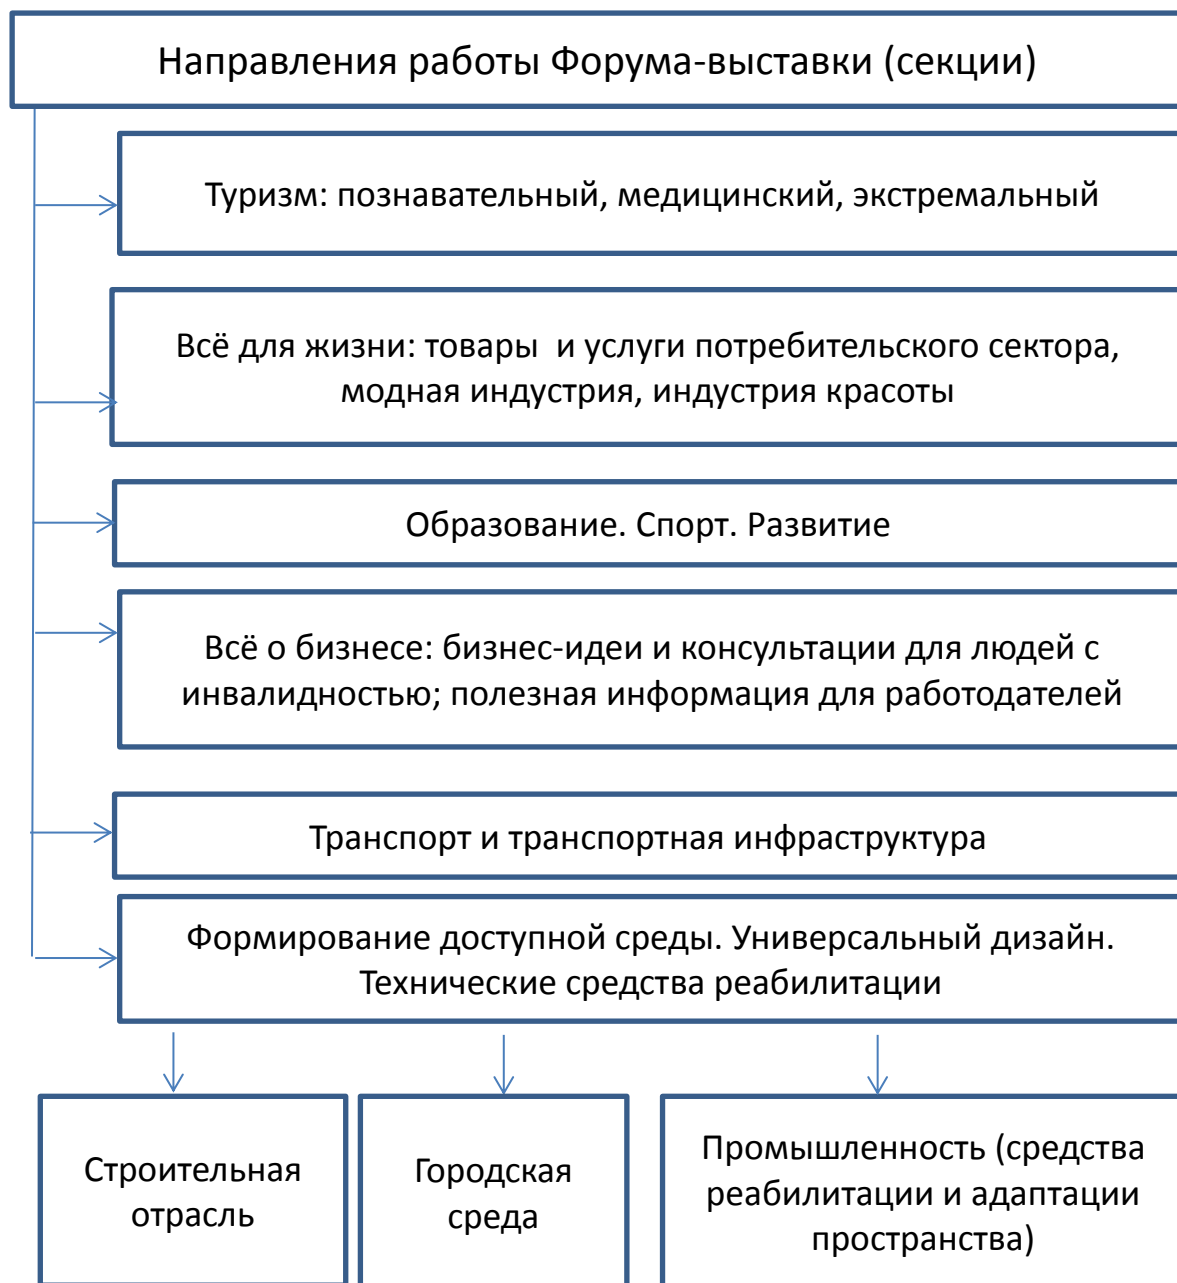 Направления работы Форума-выставки (секции)
Туризм: познавательный, медицинский, экстремальный
Всё для жизни: товары  и услуги потребительского сектора,
модная индустрия, индустрия красоты
Образование. Спорт. Развитие
Всё о бизнесе: бизнес-идеи и консультации для людей с
инвалидностью; полезная информация для работодателей
Транспорт и транспортная инфраструктура
Формирование доступной среды. Универсальный дизайн.
Технические средства реабилитации
Строительная
отрасль
Городская
среда
Промышленность (средства
реабилитации и адаптации
пространства)